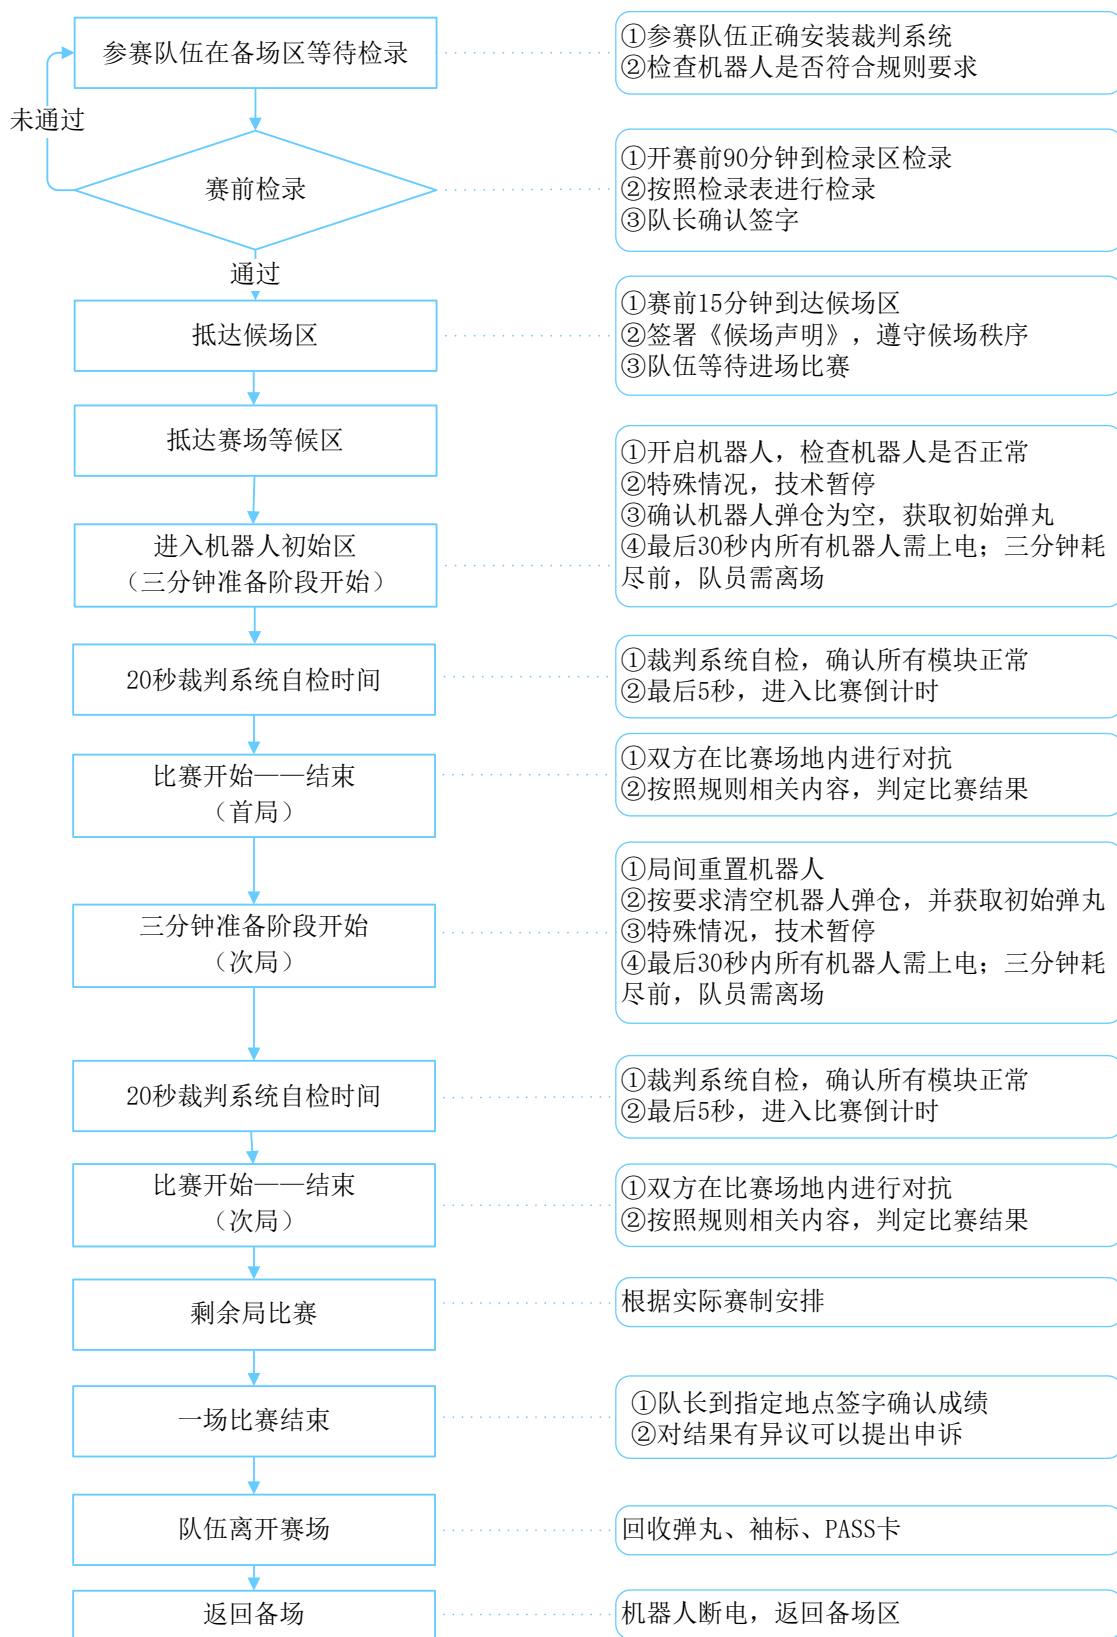 参赛队伍在备场区等待检录
①参赛队伍正确安装裁判系统
②检查机器人是否符合规则要求
未通过
赛前检录
①开赛前90分钟到检录区检录
②按照检录表进行检录
③队长确认签字
通过
抵达候场区
①赛前15分钟到达候场区
②签署《候场声明》，遵守候场秩序
③队伍等待进场比赛
抵达赛场等候区
进入机器人初始区
（三分钟准备阶段开始）
①开启机器人，检查机器人是否正常
②特殊情况，技术暂停
③确认机器人弹仓为空，获取初始弹丸
④最后30秒内所有机器人需上电；三分钟耗
尽前，队员需离场
20秒裁判系统自检时间
①裁判系统自检，确认所有模块正常
②最后5秒，进入比赛倒计时
比赛开始——结束
（首局）
①双方在比赛场地内进行对抗
②按照规则相关内容，判定比赛结果
三分钟准备阶段开始
（次局）
①局间重置机器人
②按要求清空机器人弹仓，并获取初始弹丸
③特殊情况，技术暂停
④最后30秒内所有机器人需上电；三分钟耗
尽前，队员需离场
20秒裁判系统自检时间
①裁判系统自检，确认所有模块正常
②最后5秒，进入比赛倒计时
比赛开始——结束
（次局）
①双方在比赛场地内进行对抗
②按照规则相关内容，判定比赛结果
剩余局比赛
根据实际赛制安排
一场比赛结束
①队长到指定地点签字确认成绩
②对结果有异议可以提出申诉
队伍离开赛场
回收弹丸、袖标、PASS卡
返回备场
机器人断电，返回备场区